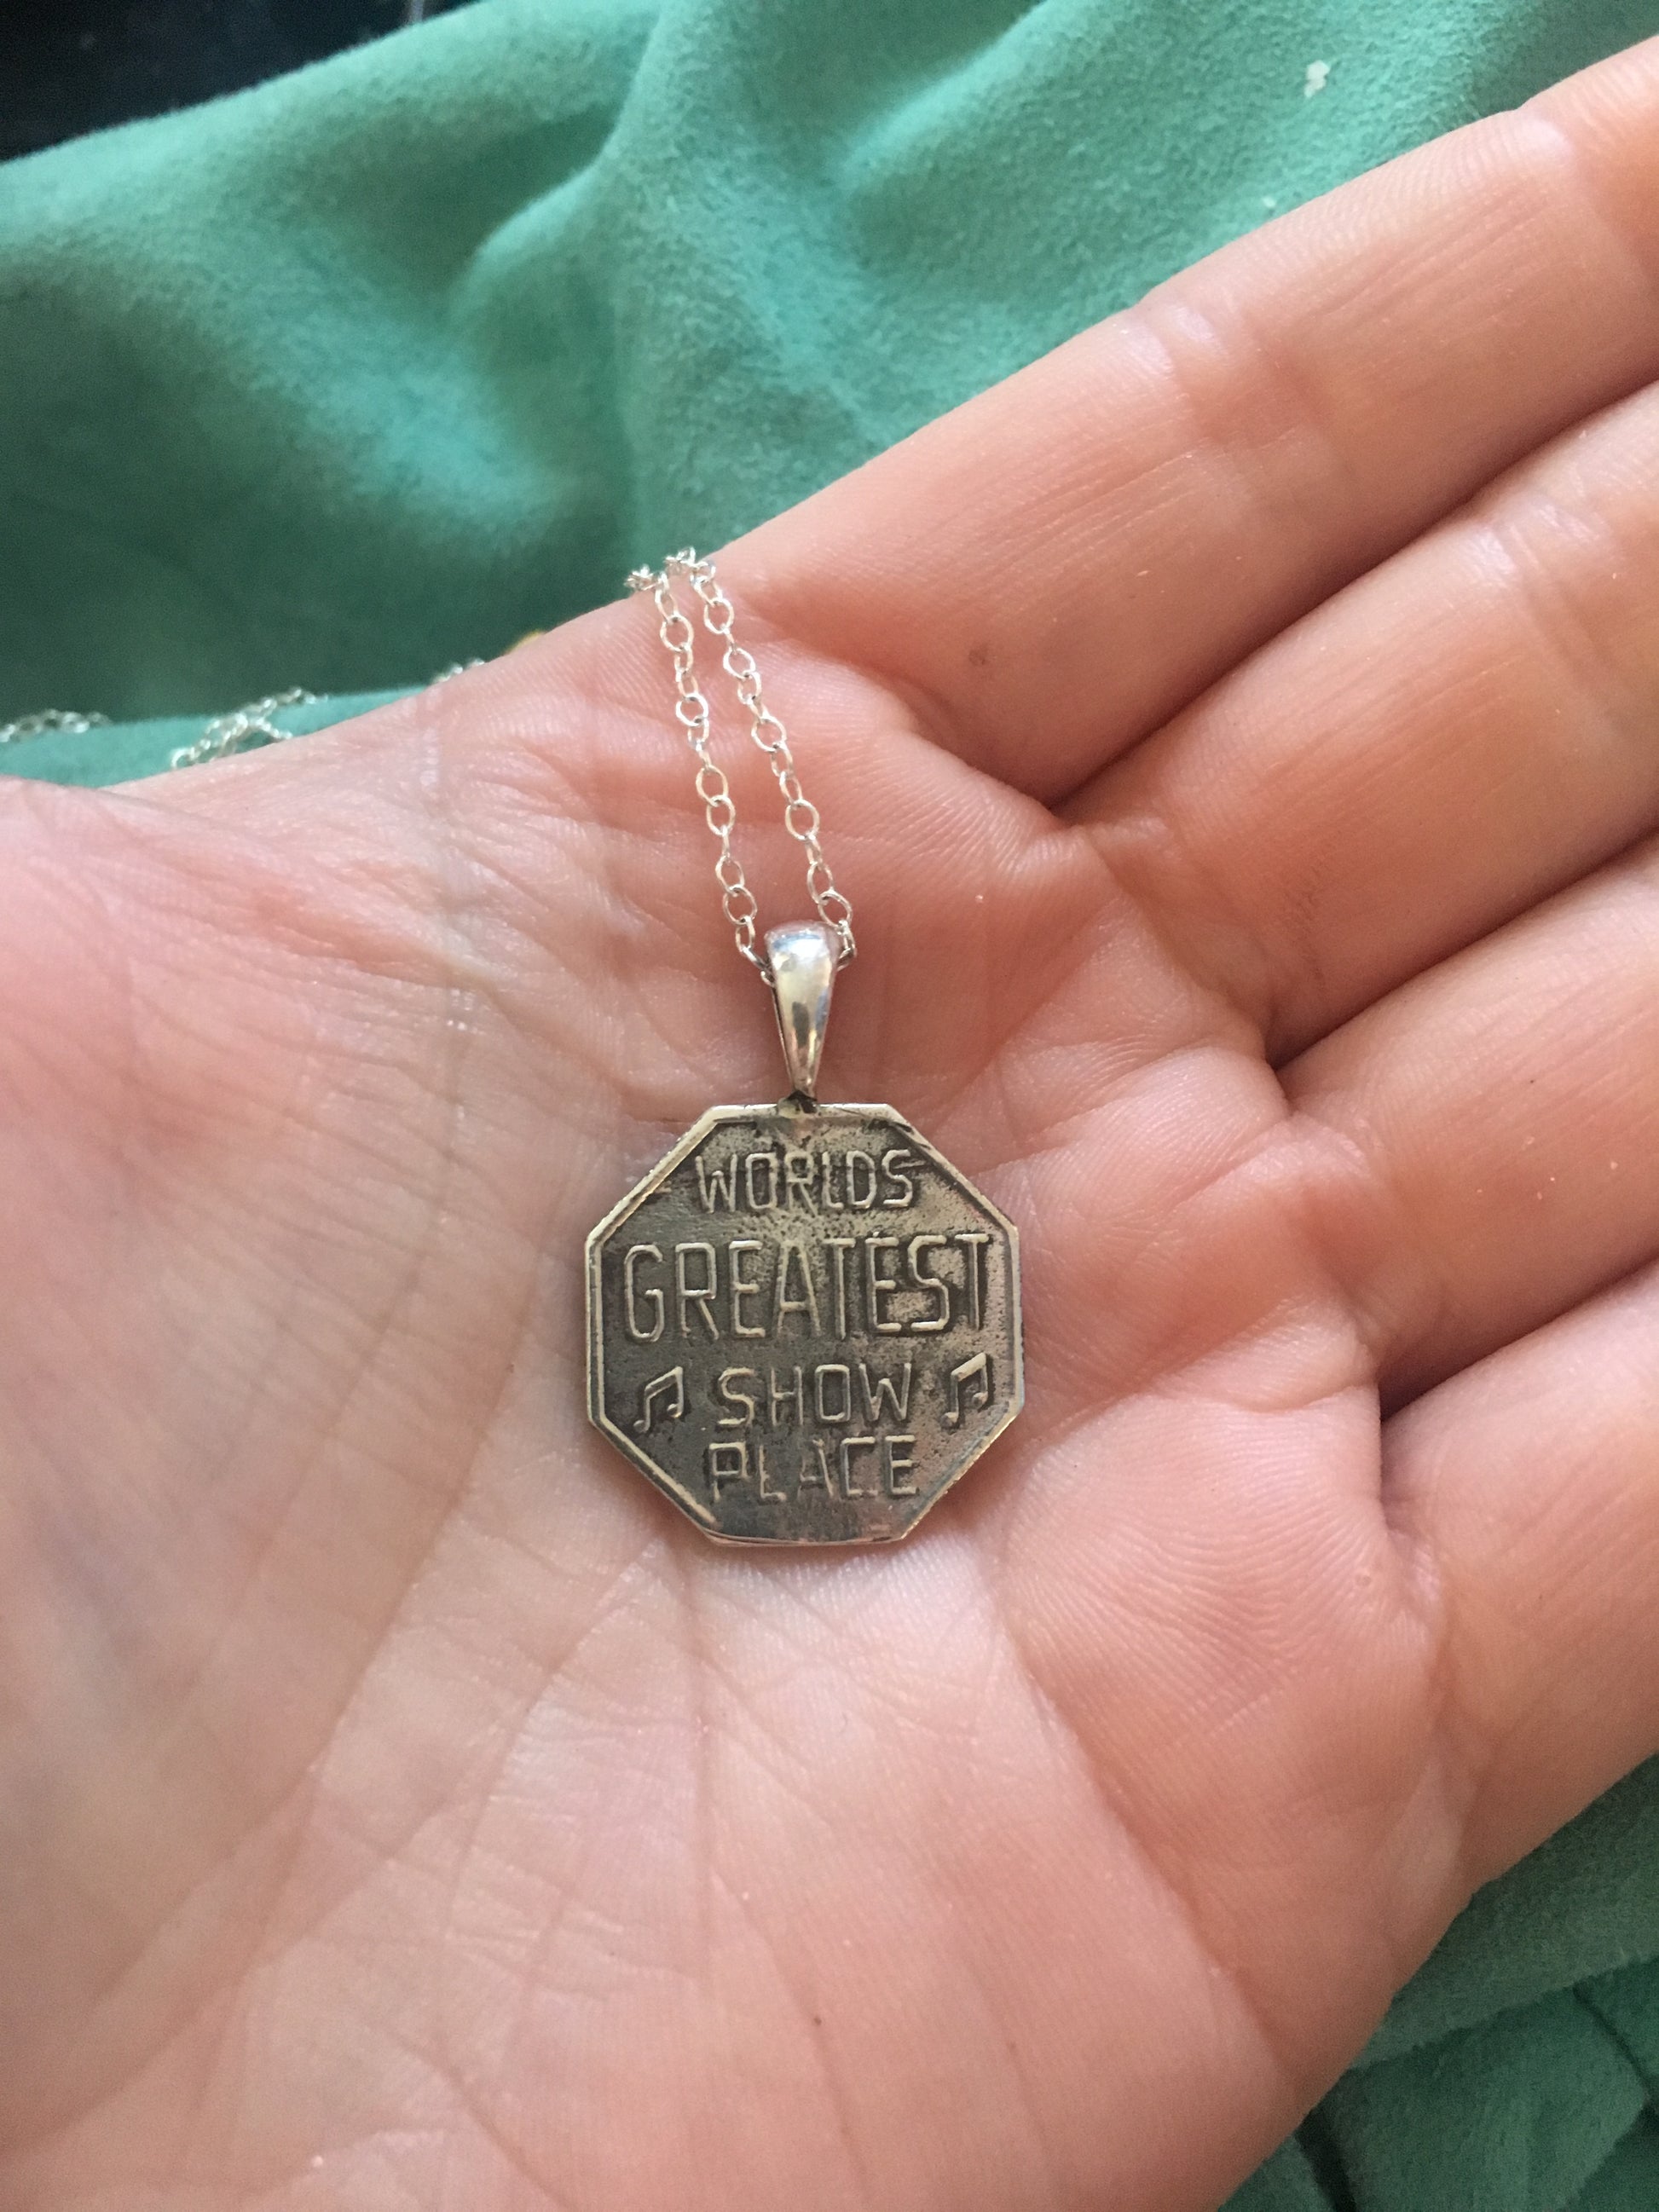 WORLDS
GREATEST
♫ SHOW ♫
PLACE